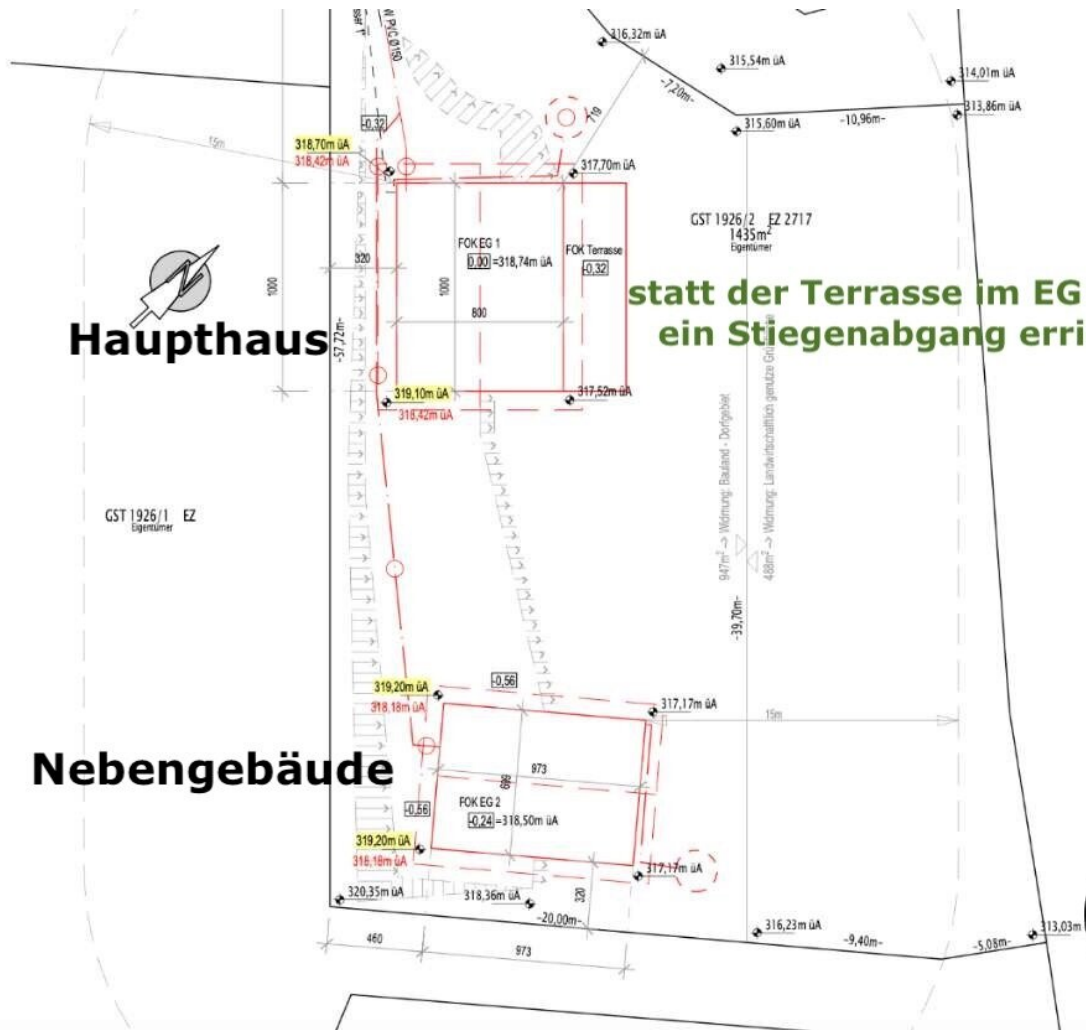 W PVC Ø150
sser 1"
316,32m üA
315,54m üA
314,01m üA
-7,20m-
719
313,86m üA
-10,96m-
315,60m üA
-0,32
15m
318,70m üA
318,42m üA
317,70m üA
GST 1926/2 EZ 2717
1435m²
Eigentümer
FOK EG 1
0,00 =318,74m üA
FOK Terrasse
-0,32
320
1000
1000
800
N
statt der Terrasse im EG
ein Stiegenabgang erri
Haupthaus
-57,72m-
319,10m üA
318,42m üA
317,52m üA
947m² --> Widmung: Bauland - Dorfgebiet
488m² --> Widmung: Landwirtschaftlich genutze
GST 1926/1 EZ
Eigentümer
-39,70m-
-0,56
319,20m üA
318,18m üA
317,17m üA
15m
Nebengebäude
973
699
FOK EG 2
-0,24 =318,50m üA
-0,56
319,20m üA
318,18m üA
317,17m üA
320,35m üA
318,36m üA
320
-20,00m-
316,23m üA
313,03m
-9,40m-
-5,08m-
460
973